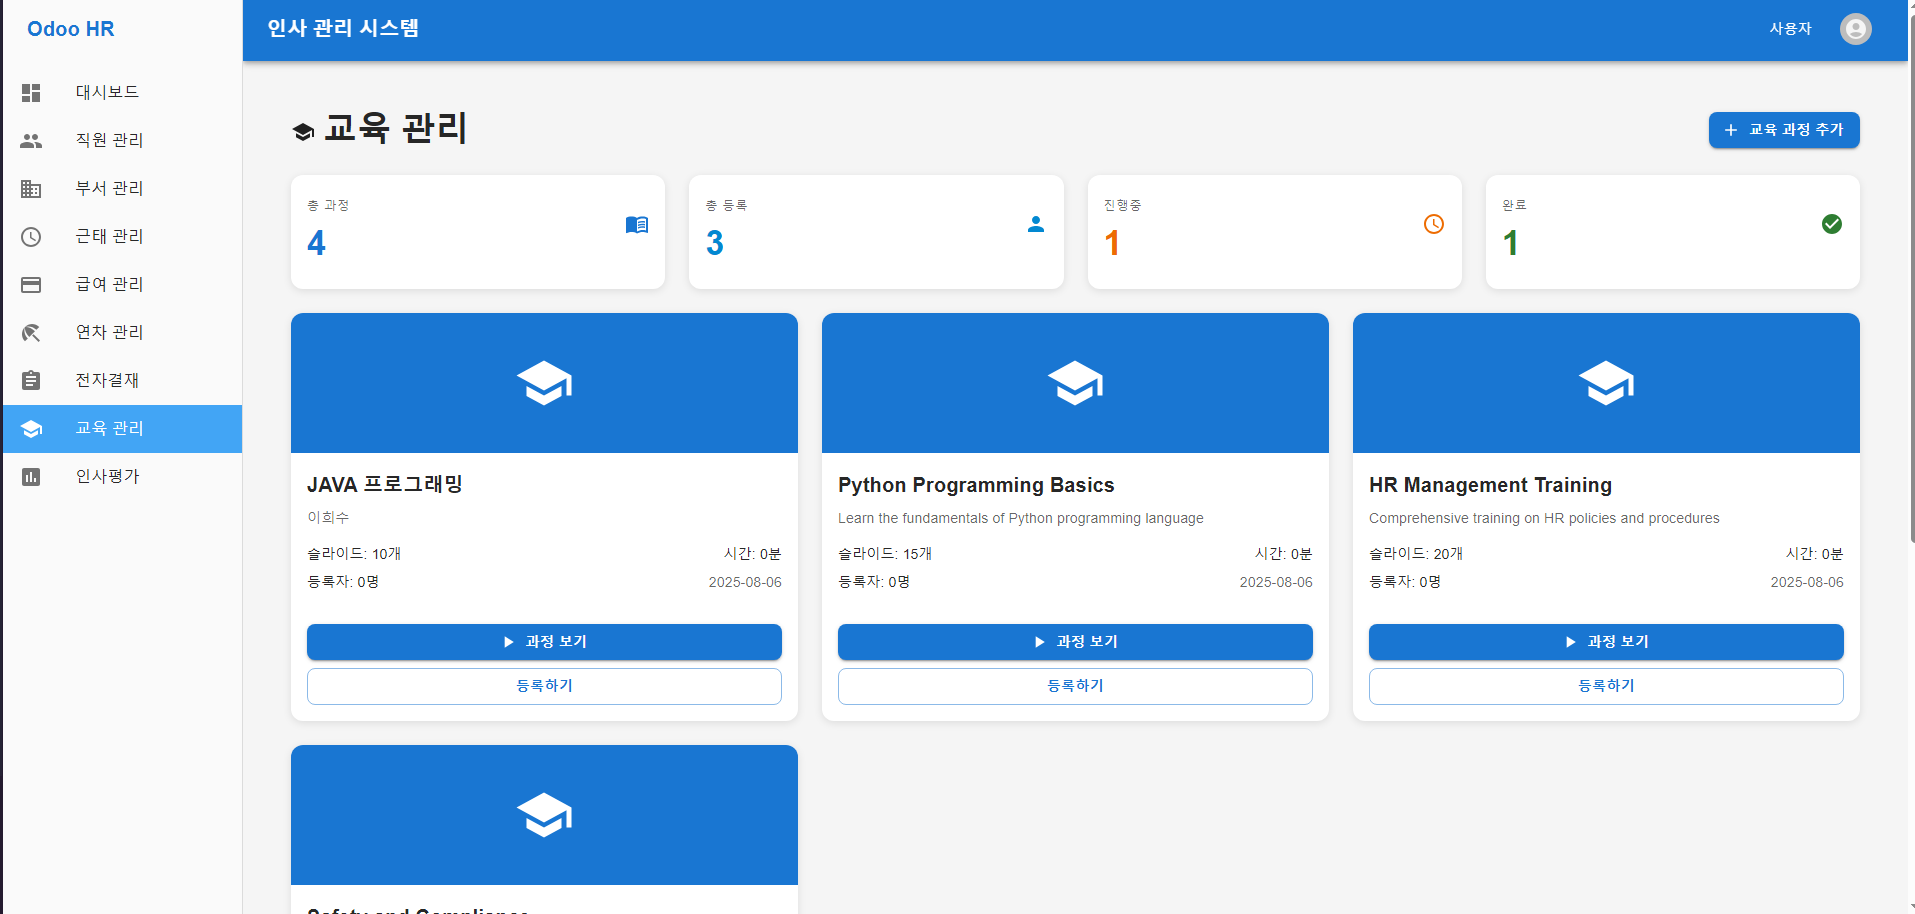 Odoo HR
인사 관리 시스템
사용자
대시보드
직원 관리
부서 관리
근태 관리
급여 관리
연차 관리
전자결재
교육 관리
인사평가
교육 관리
교육 과정 추가
총 과정
4
총 등록
3
진행중
1
완료
1
JAVA 프로그래밍
이희수
슬라이드: 10개
시간: 0분
등록자: 0명
2025-08-06
과정 보기
등록하기
Python Programming Basics
Learn the fundamentals of Python programming language
슬라이드: 15개
시간: 0분
등록자: 0명
2025-08-06
과정 보기
등록하기
HR Management Training
Comprehensive training on HR policies and procedures
슬라이드: 20개
시간: 0분
등록자: 0명
2025-08-06
과정 보기
등록하기
Safety and Compliance